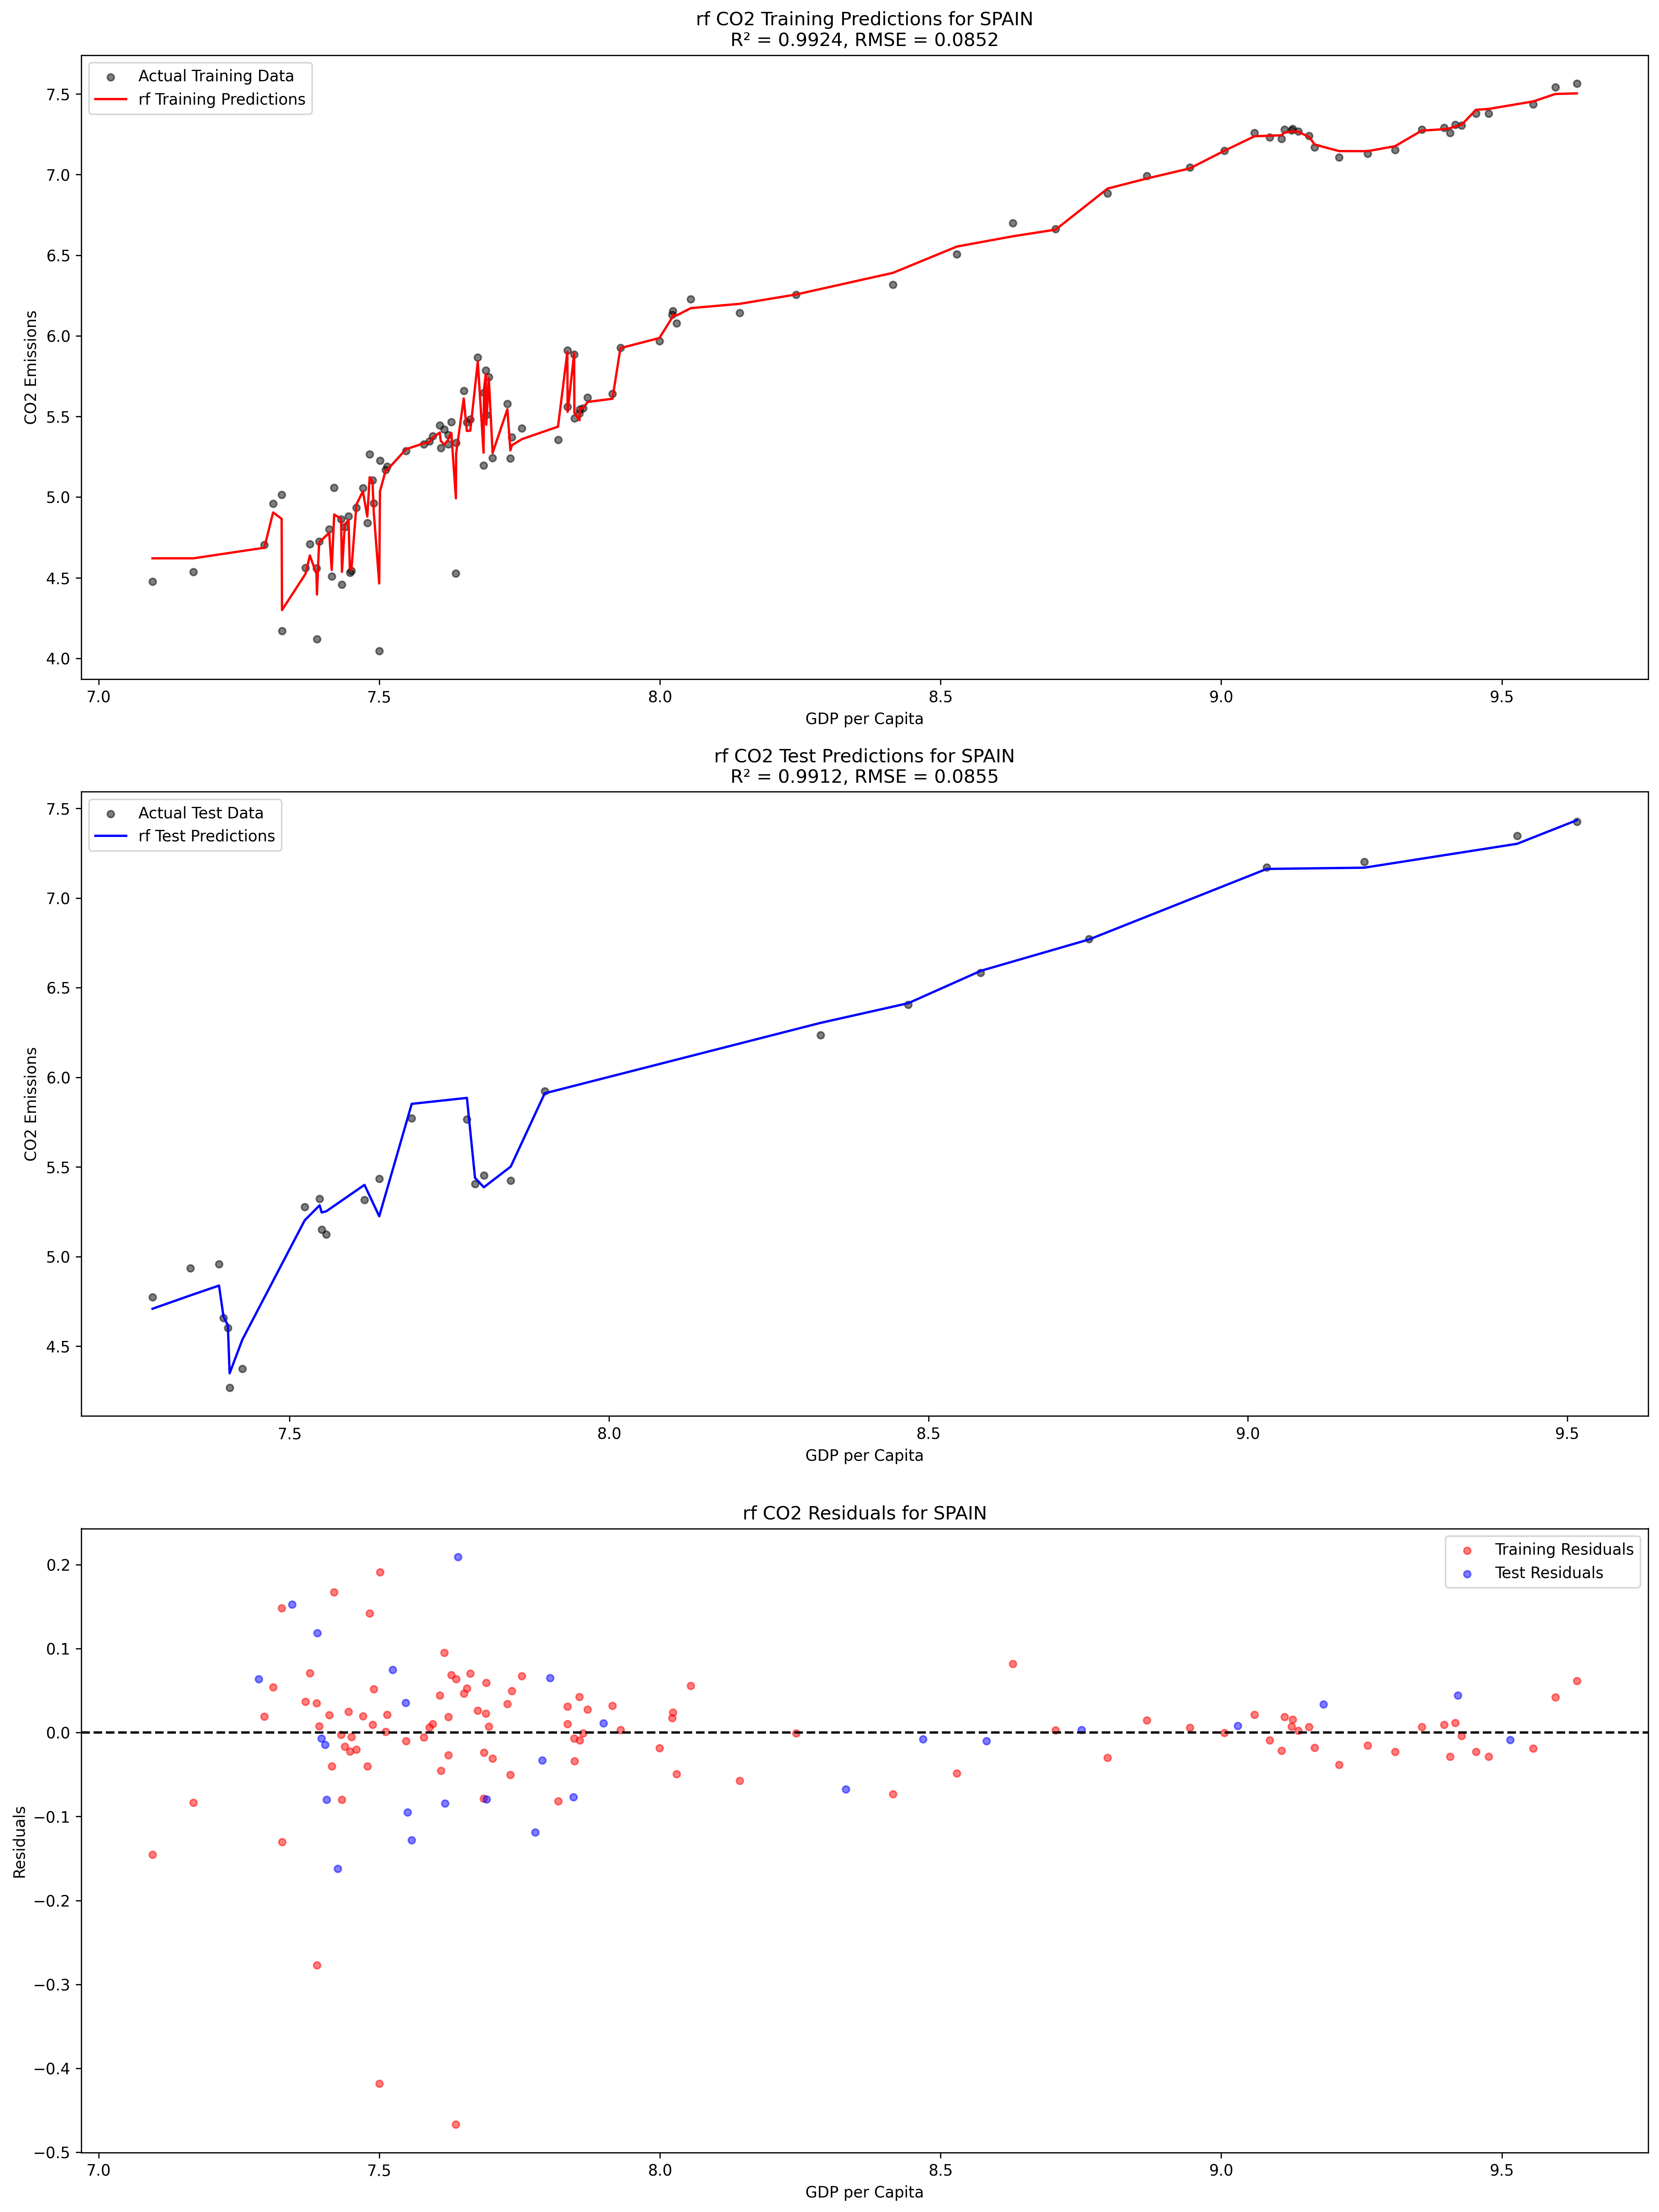 rf CO2 Training Predictions for SPAIN
R² = 0.9924, RMSE = 0.0852
Actual Training Data
rf Training Predictions
CO2 Emissions
7.5
7.0
6.5
6.0
5.5
5.0
4.5
4.0
7.0 7.5 8.0 8.5 9.0 9.5
GDP per Capita
rf CO2 Test Predictions for SPAIN
R² = 0.9912, RMSE = 0.0855
Actual Test Data
rf Test Predictions
CO2 Emissions
7.5
7.0
6.5
6.0
5.5
5.0
4.5
7.5 8.0 8.5 9.0 9.5
GDP per Capita
rf CO2 Residuals for SPAIN
Training Residuals
Test Residuals
Residuals
0.2
0.1
0.0
−0.1
−0.2
−0.3
−0.4
−0.5
7.0 7.5 8.0 8.5 9.0 9.5
GDP per Capita